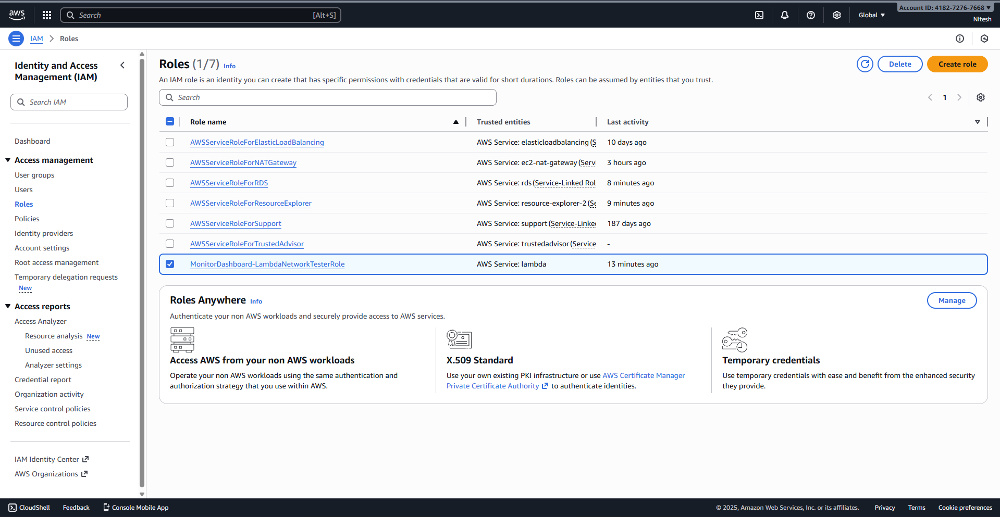 aws
Search
[Alt+S]
Global
Account ID: 4182-7276-7668
Nitesh
IAM
Roles
Identity and Access
Management (IAM)
Search IAM
Dashboard
Access management
User groups
Users
Roles
Policies
Identity providers
Account settings
Root access management
Temporary delegation requests
New
Access reports
Access Analyzer
Resource analysis New
Unused access
Analyzer settings
Credential report
Organization activity
Service control policies
Resource control policies
IAM Identity Center
AWS Organizations
Roles (1/7) Info
Delete
Create role
An IAM role is an identity you can create that has specific permissions with credentials that are valid for short durations. Roles can be assumed by entities that you trust.
Search
1
Role name Trusted entities Last activity
AWSServiceRoleForElasticLoadBalancing AWS Service: elasticloadbalancing (S 10 days ago
AWSServiceRoleForNATGateway AWS Service: ec2-nat-gateway (Servi 3 hours ago
AWSServiceRoleForRDS AWS Service: rds (Service-Linked Rol 8 minutes ago
AWSServiceRoleForResourceExplorer AWS Service: resource-explorer-2 (Se 9 minutes ago
AWSServiceRoleForSupport AWS Service: support (Service-Linked 187 days ago
AWSServiceRoleForTrustedAdvisor AWS Service: trustedadvisor (Service -
MonitorDashboard-LambdaNetworkTesterRole AWS Service: lambda 13 minutes ago
Roles Anywhere Info
Manage
Authenticate your non AWS workloads and securely provide access to AWS services.
Access AWS from your non AWS workloads
Operate your non AWS workloads using the same authentication and
authorization strategy that you use within AWS.
X.509 Standard
Use your own existing PKI infrastructure or use AWS Certificate Manager
Private Certificate Authority to authenticate identities.
Temporary credentials
Use temporary credentials with ease and benefit from the enhanced security
they provide.
CloudShell
Feedback
Console Mobile App
© 2025, Amazon Web Services, Inc. or its affiliates.
Privacy
Terms
Cookie preferences